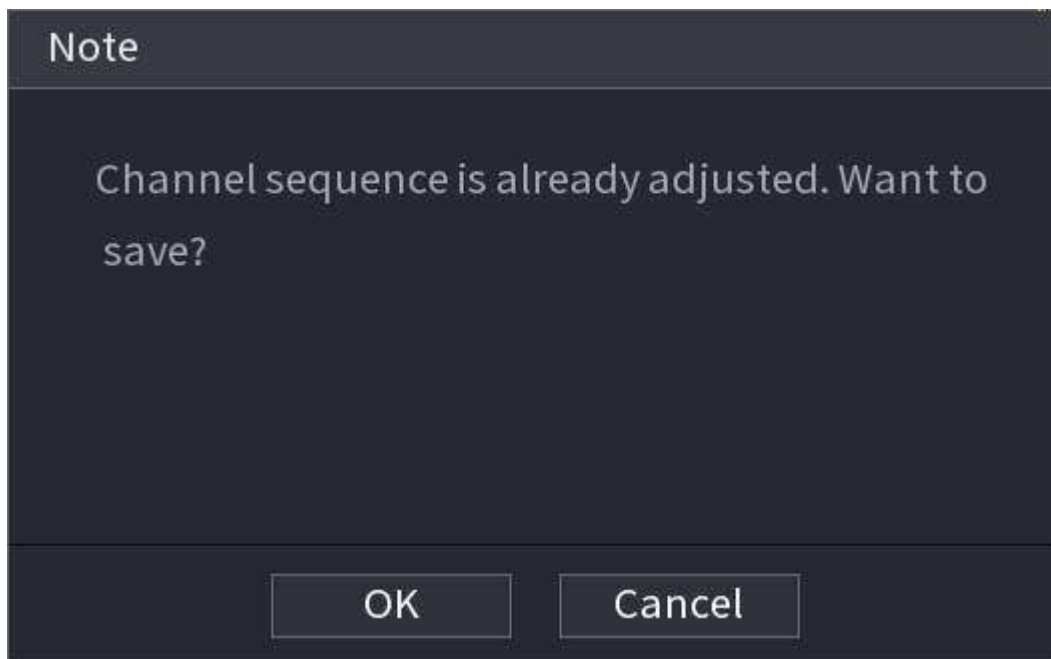 Note
Channel sequence is already adjusted. Want to
save?
OK
Cancel